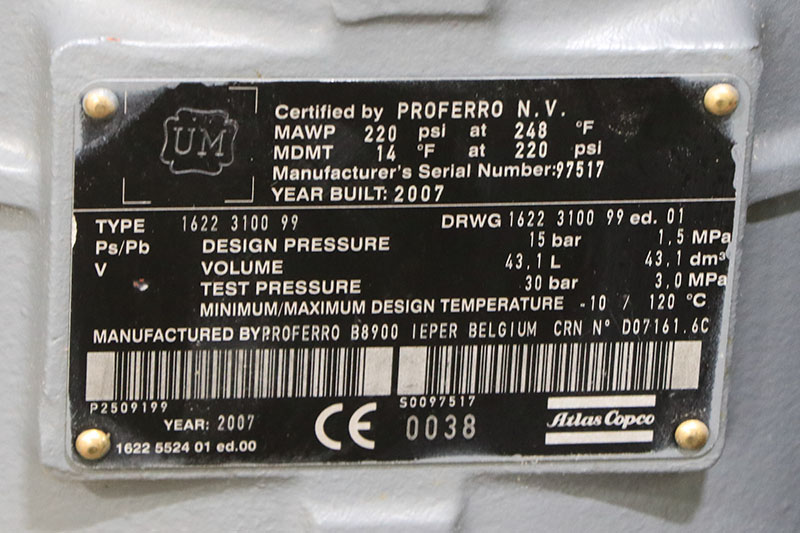 UM
Certified by PROFERRO N.V.
MAWP 220 psi at 248 °F
MDMT 14 °F at 220 psi
Manufacturer's Serial Number:97517
YEAR BUILT: 2007
TYPE 1622 3100 99 DRWG 1622 3100 99 ed. 01
Ps/Pb DESIGN PRESSURE 15 bar 1,5 MPa
V VOLUME 43,1 L 43,1 dm³
TEST PRESSURE 30 bar 3,0 MPa
MINIMUM/MAXIMUM DESIGN TEMPERATURE -10 / 120 °C
MANUFACTURED BY:PROFERRO B8900 IEPER BELGIUM CRN N° D07161.6C
P2509199 S0097517
YEAR: 2007 CE 0038 Atlas Copco
1622 5524 01 ed.00